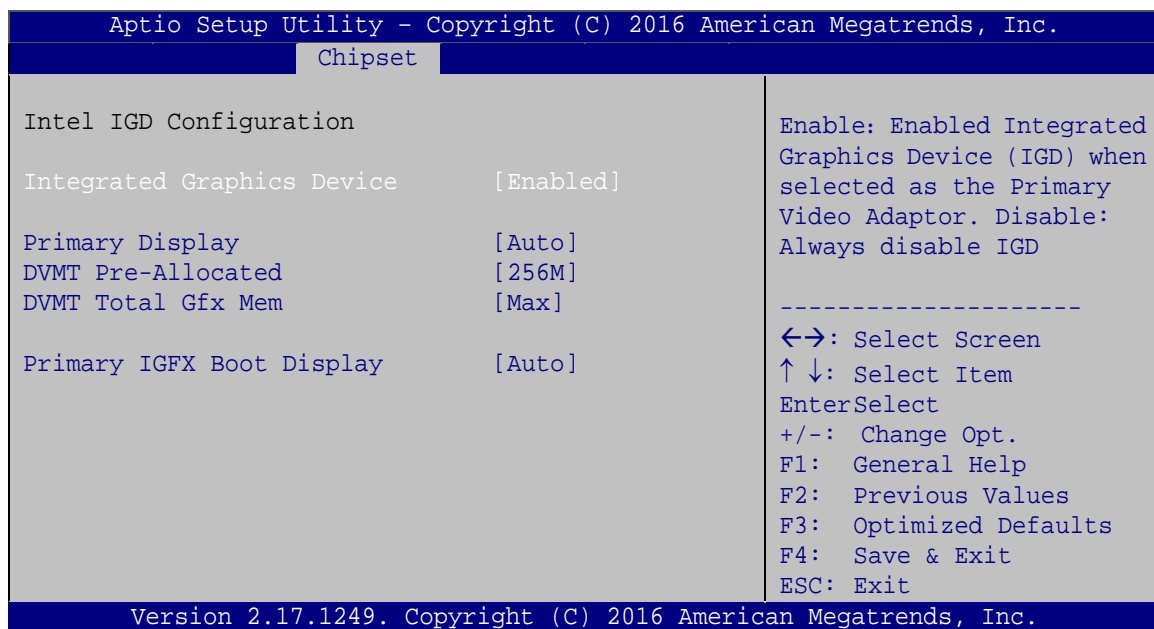 Aptio Setup Utility – Copyright (C) 2016 American Megatrends, Inc.
Chipset
Intel IGD Configuration
Integrated Graphics Device [Enabled]
Primary Display [Auto]
DVMT Pre-Allocated [256M]
DVMT Total Gfx Mem [Max]
Primary IGFX Boot Display [Auto]
Enable: Enabled Integrated
Graphics Device (IGD) when
selected as the Primary
Video Adaptor. Disable:
Always disable IGD
---------------------
←→: Select Screen
↑ ↓: Select Item
EnterSelect
+/-: Change Opt.
F1: General Help
F2: Previous Values
F3: Optimized Defaults
F4: Save & Exit
ESC: Exit
Version 2.17.1249. Copyright (C) 2016 American Megatrends, Inc.